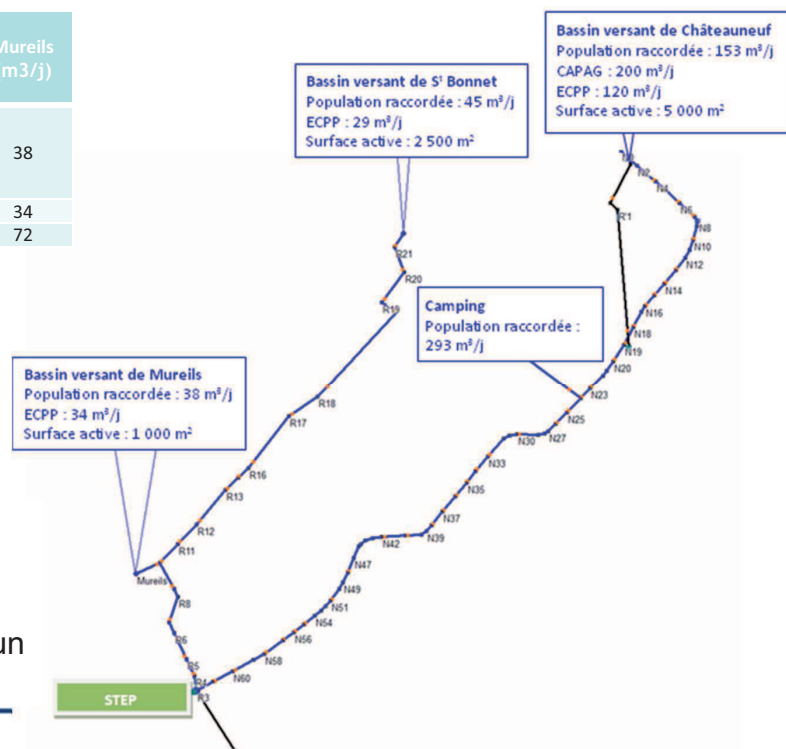 Mureils
m3/j)
38
34
72
Bassin versant de Châteauneuf
Population raccordée : 153 m³/j
CAPAG : 200 m³/j
ECPP : 120 m³/j
Surface active : 5 000 m²
Bassin versant de Sᵗ Bonnet
Population raccordée : 45 m³/j
ECPP : 29 m³/j
Surface active : 2 500 m²
Camping
Population raccordée :
293 m³/j
Bassin versant de Mureils
Population raccordée : 38 m³/j
ECPP : 34 m³/j
Surface active : 1 000 m²
N2
N4
N6
N8
N10
N12
N14
N16
N18
N19
N20
N23
N25
N27
N30
N33
N35
N37
N39
N42
N47
N49
N51
N54
N56
N58
N60
R'1
R21
R20
R19
R18
R17
R16
R13
R12
R11
Mureils
R8
R6
R5
R4
R3
un
STEP